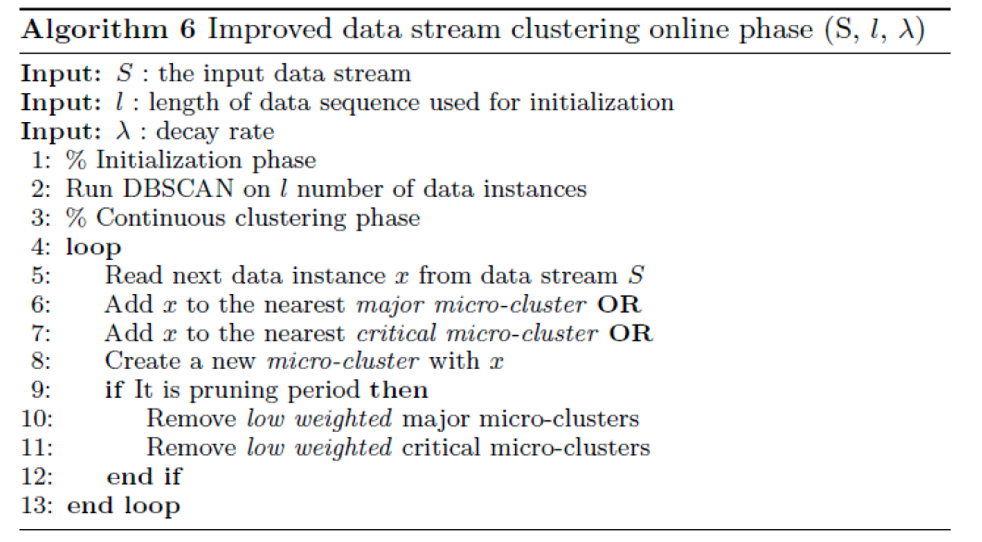 Algorithm 6 Improved data stream clustering online phase (S, l, λ)
Input: S : the input data stream
Input: l : length of data sequence used for initialization
Input: λ : decay rate
1: % Initialization phase
2: Run DBSCAN on l number of data instances
3: % Continuous clustering phase
4: loop
5: Read next data instance x from data stream S
6: Add x to the nearest major micro-cluster OR
7: Add x to the nearest critical micro-cluster OR
8: Create a new micro-cluster with x
9: if It is pruning period then
10: Remove low weighted major micro-clusters
11: Remove low weighted critical micro-clusters
12: end if
13: end loop